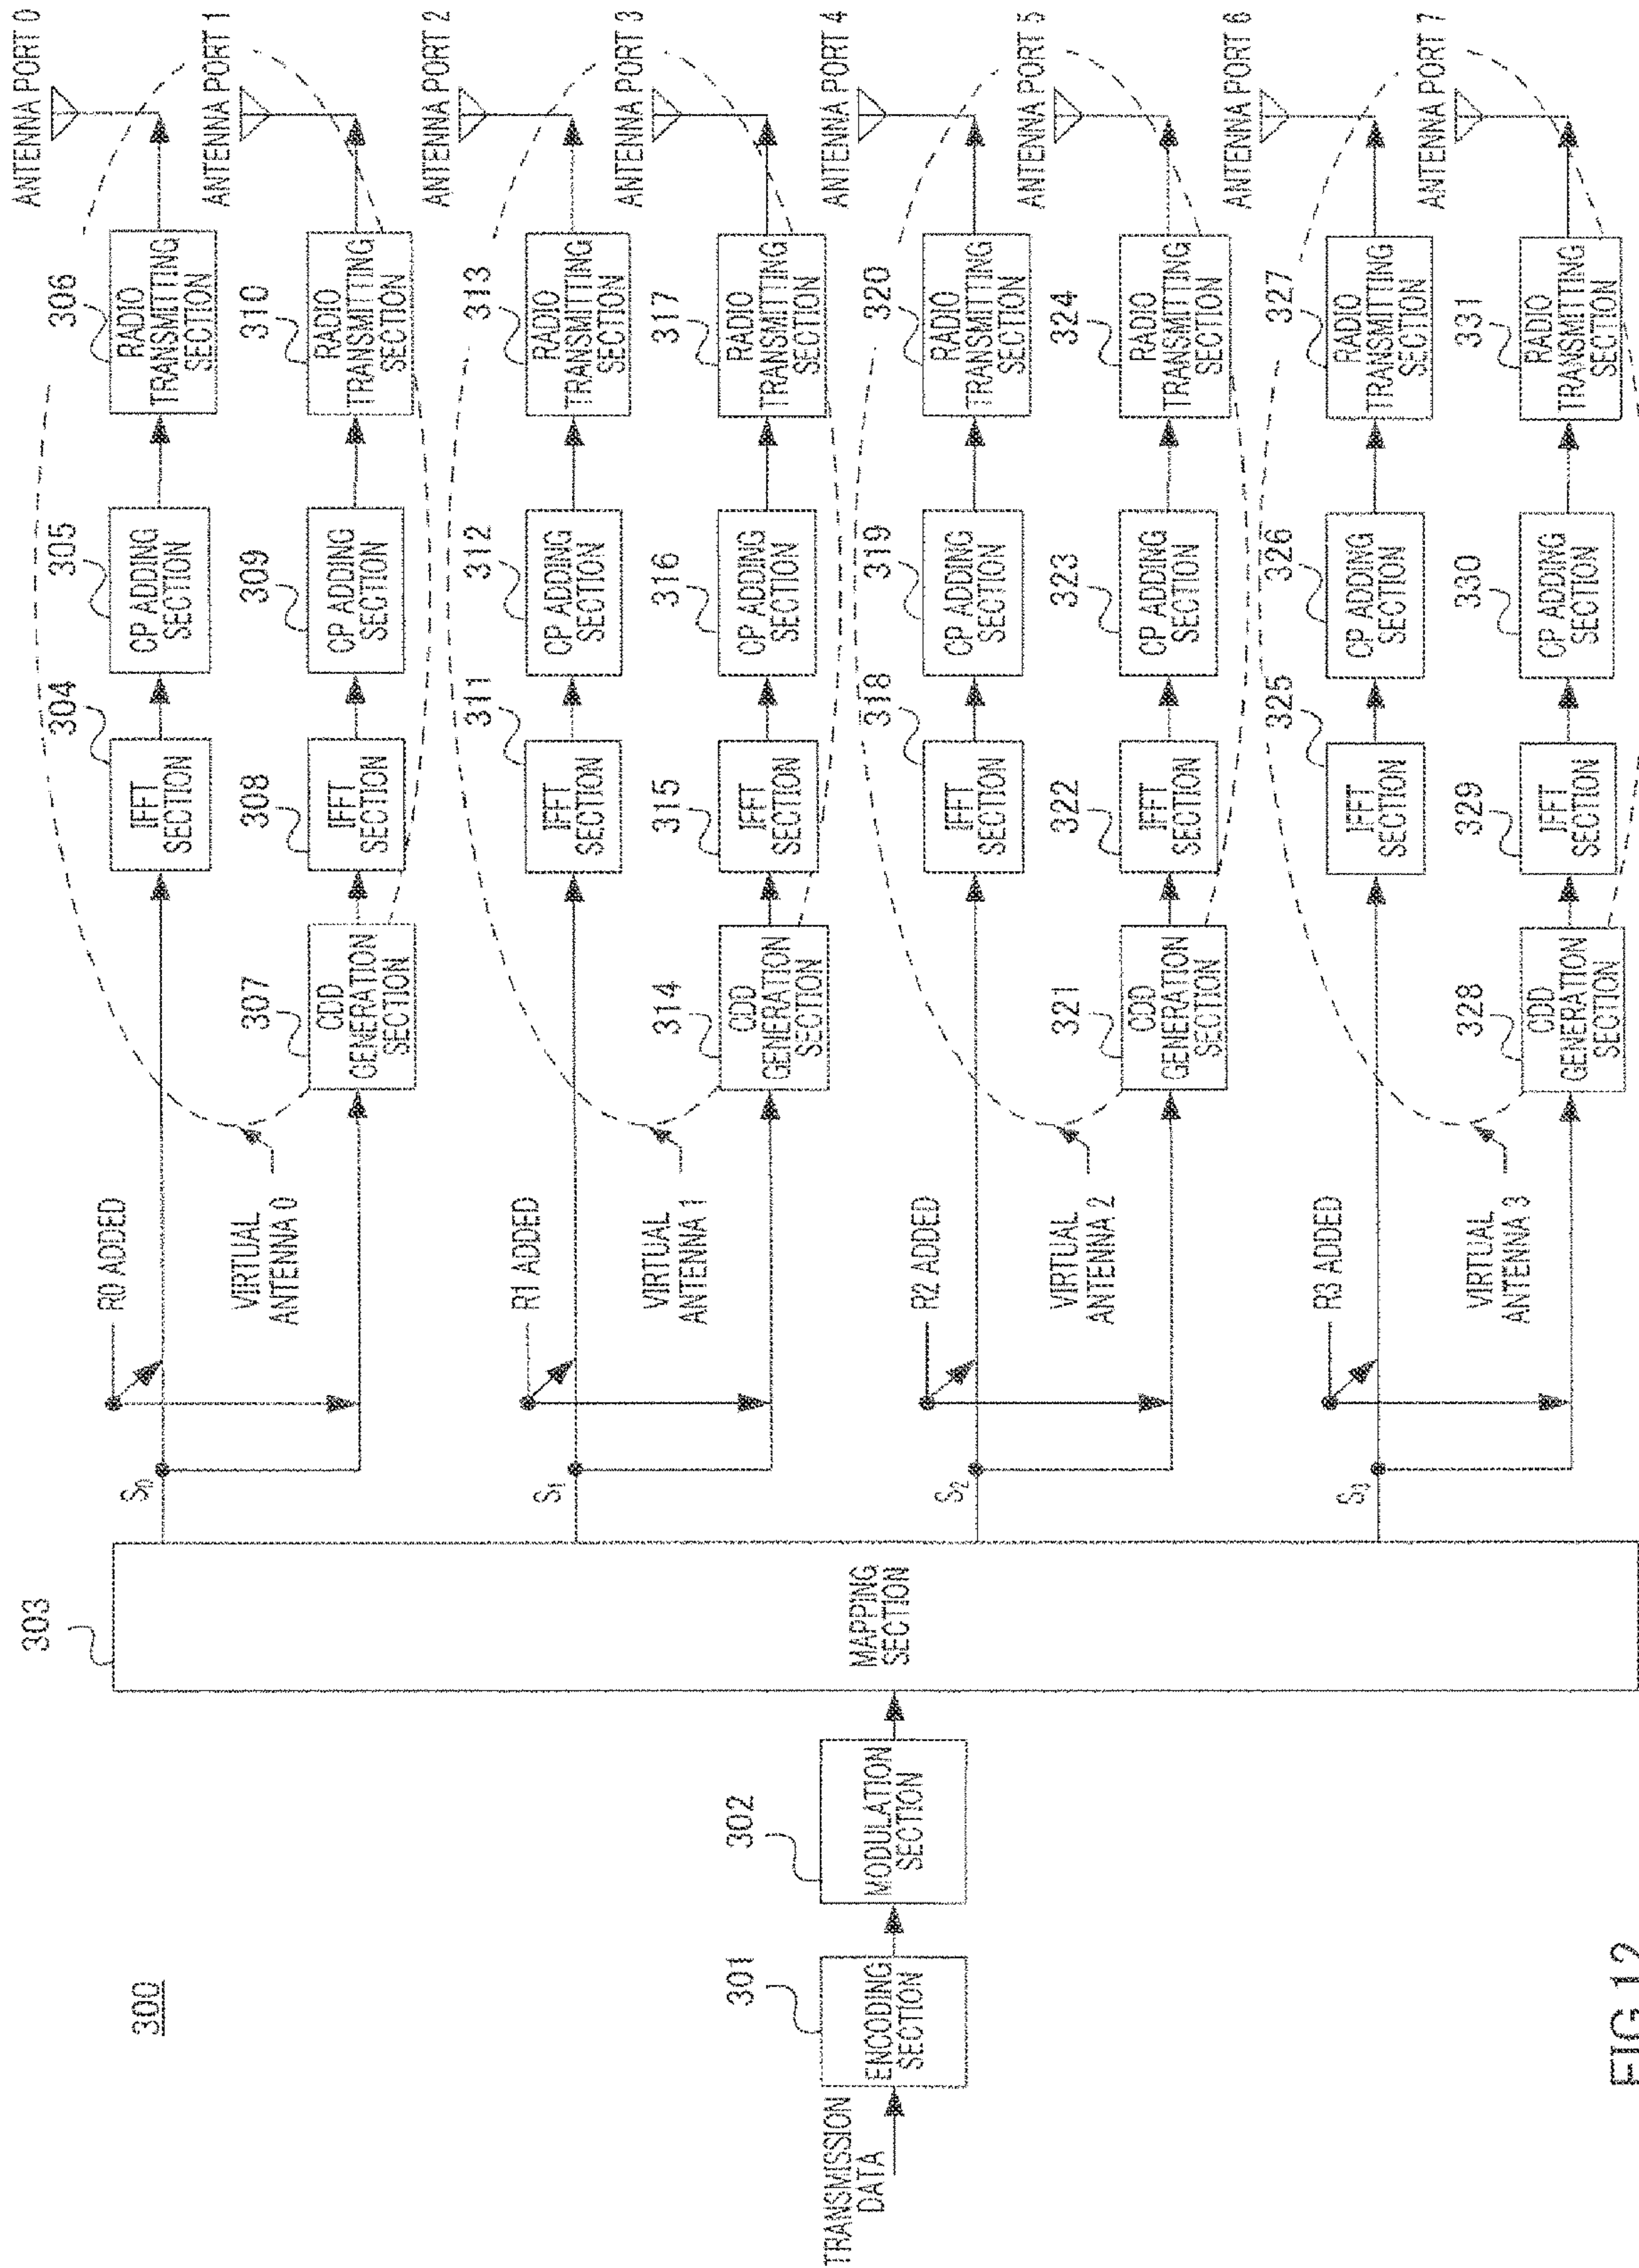 300
TRANSMISSION
DATA
301
ENCODING
SECTION
302
MODULATION
SECTION
303
MAPPING
SECTION
S0
R0 ADDED
VIRTUAL
ANTENNA 0
304
IFFT
SECTION
305
CP ADDING
SECTION
306
RADIO
TRANSMITTING
SECTION
ANTENNA PORT 0
307
CDD
GENERATION
SECTION
308
IFFT
SECTION
309
CP ADDING
SECTION
310
RADIO
TRANSMITTING
SECTION
ANTENNA PORT 1
S1
R1 ADDED
VIRTUAL
ANTENNA 1
311
IFFT
SECTION
312
CP ADDING
SECTION
313
RADIO
TRANSMITTING
SECTION
ANTENNA PORT 2
314
CDD
GENERATION
SECTION
315
IFFT
SECTION
316
CP ADDING
SECTION
317
RADIO
TRANSMITTING
SECTION
ANTENNA PORT 3
S2
R2 ADDED
VIRTUAL
ANTENNA 2
318
IFFT
SECTION
319
CP ADDING
SECTION
320
RADIO
TRANSMITTING
SECTION
ANTENNA PORT 4
321
CDD
GENERATION
SECTION
322
IFFT
SECTION
323
CP ADDING
SECTION
324
RADIO
TRANSMITTING
SECTION
ANTENNA PORT 5
S3
R3 ADDED
VIRTUAL
ANTENNA 3
325
IFFT
SECTION
326
CP ADDING
SECTION
327
RADIO
TRANSMITTING
SECTION
ANTENNA PORT 6
328
CDD
GENERATION
SECTION
329
IFFT
SECTION
330
CP ADDING
SECTION
331
RADIO
TRANSMITTING
SECTION
ANTENNA PORT 7
FIG.12